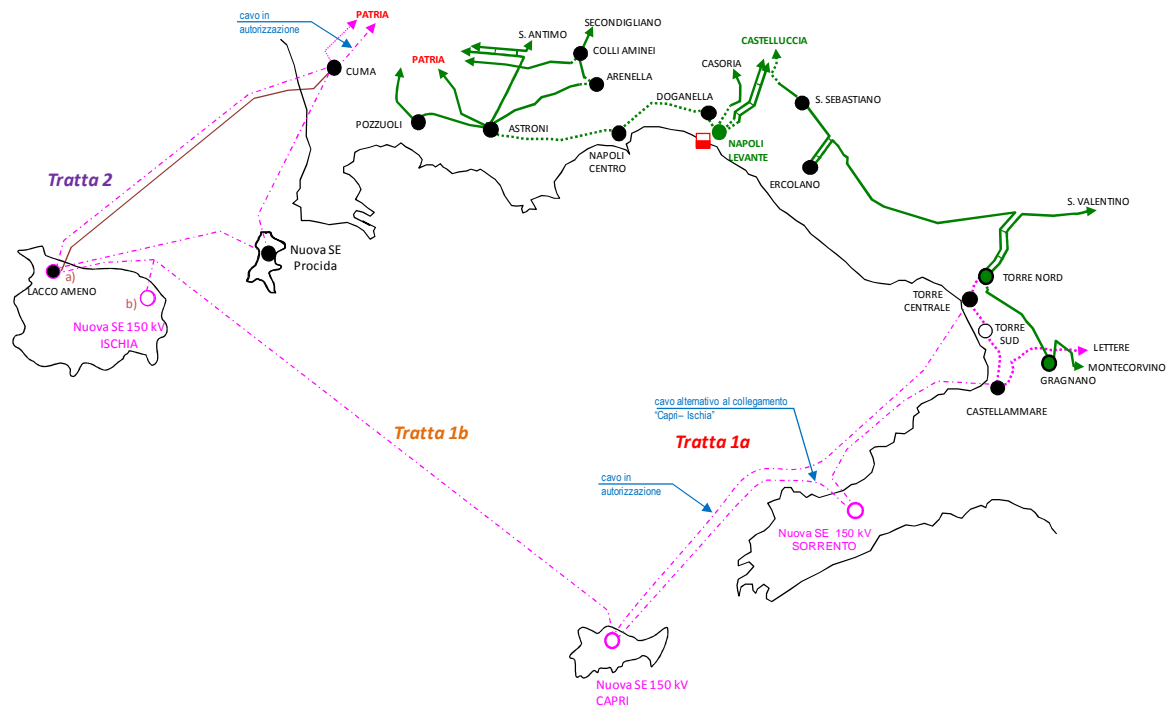 cavo in
autorizzazione
PATRIA
CUMA
SECONDIGLIANO
S. ANTIMO
COLLI AMINEI
PATRIA
ARENELLA
POZZUOLI
ASTRONI
CASTELLUCCIA
CASORIA
DOGANELLA
S. SEBASTIANO
NAPOLI
CENTRO
NAPOLI
LEVANTE
ERCOLANO
S. VALENTINO
Tratta 2
Nuova SE
Procida
LACCO AMENO
a)
b)
Nuova SE 150 kV
ISCHIA
TORRE NORD
TORRE
CENTRALE
TORRE
SUD
LETTERE
MONTECORVINO
GRAGNANO
CASTELLAMMARE
cavo alternativo al collegamento
"Capri– Ischia"
Tratta 1b
Tratta 1a
cavo in
autorizzazione
Nuova SE 150 kV
SORRENTO
Nuova SE 150 kV
CAPRI